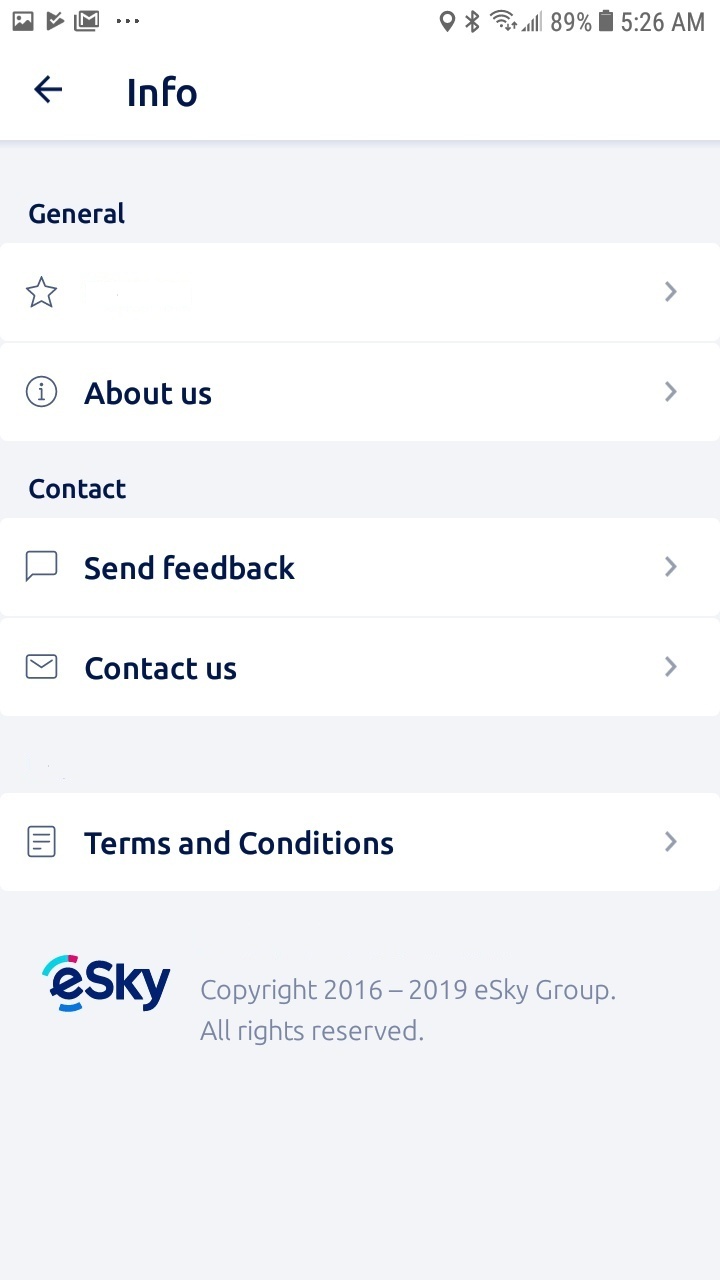 89% 5:26 AM
Info
General
About us
Contact
Send feedback
Contact us
Terms and Conditions
eSky
Copyright 2016 – 2019 eSky Group.
All rights reserved.